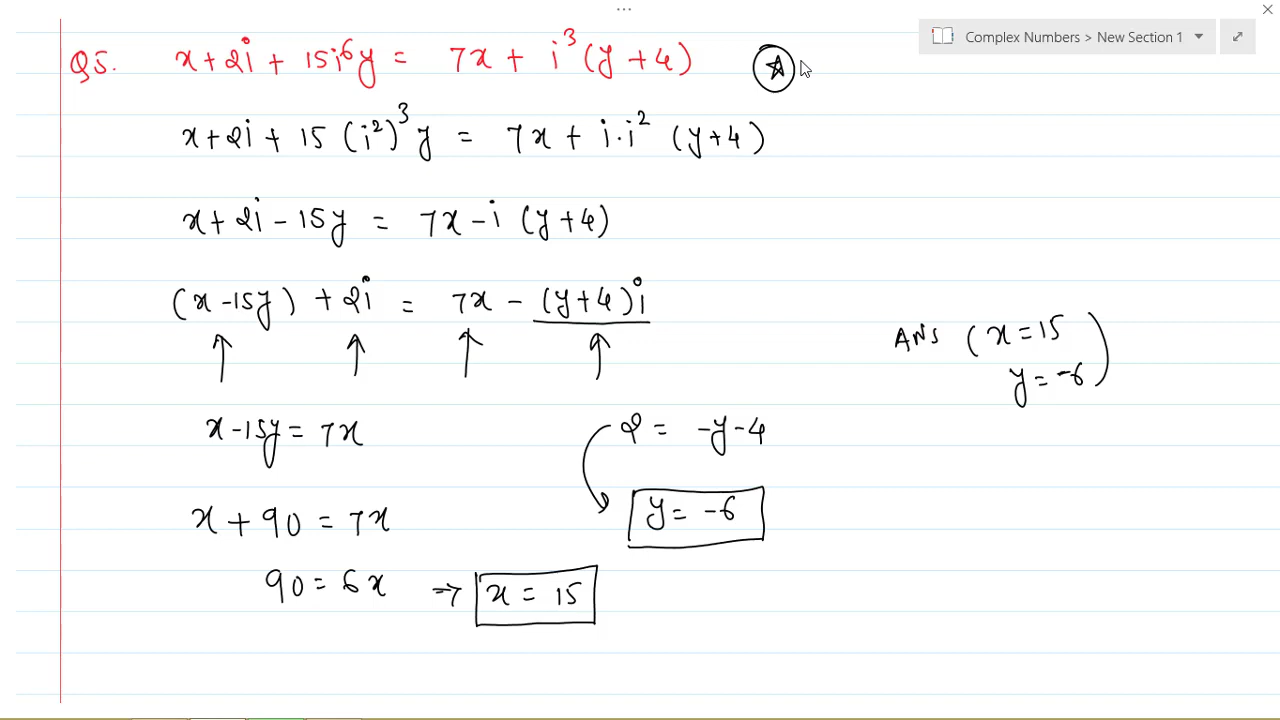 Complex Numbers > New Section 1
Q5. x+2i + 15i⁶y = 7x + i³(y+4)
x+2i + 15 (i²)³y = 7x + i·i² (y+4)
x+2i - 15y = 7x - i (y+4)
(x-15y) + 2i = 7x - (y+4)i
ANS (x=15
y=-6)
x-15y = 7x
2 = -y-4
y = -6
x + 90 = 7x
90 = 6x ⇒ x = 15